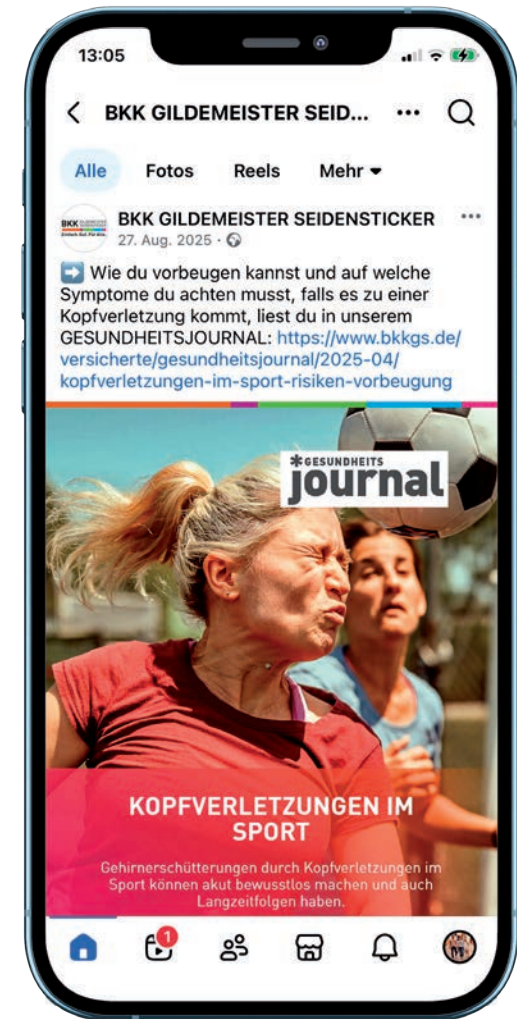 13:05
BKK GILDEMEISTER SEID...
Alle Fotos Reels Mehr
BKK GILDEMEISTER SEIDENSTICKER
27. Aug. 2025 ·
Wie du vorbeugen kannst und auf welche
Symptome du achten musst, falls es zu einer
Kopfverletzung kommt, liest du in unserem
GESUNDHEITSJOURNAL: https://www.bkkgs.de/
versicherte/gesundheitsjournal/2025-04/
kopfverletzungen-im-sport-risiken-vorbeugung
*GESUNDHEITS
journal
KOPFVERLETZUNGEN IM
SPORT
Gehirnerschütterungen durch Kopfverletzungen im
Sport können akut bewusstlos machen und auch
Langzeitfolgen haben.
1